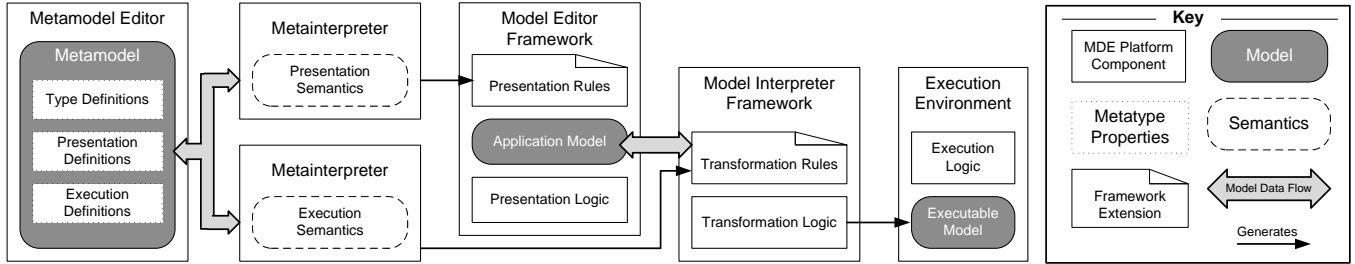 Metamodel Editor
Metamodel
Type Definitions
Presentation
Definitions
Execution
Definitions
Metainterpreter
Presentation
Semantics
Metainterpreter
Execution
Semantics
Model Editor
Framework
Presentation Rules
Application Model
Presentation Logic
Model Interpreter
Framework
Transformation Rules
Transformation Logic
Execution
Environment
Execution
Logic
Executable
Model
Key
MDE Platform
Component
Model
Metatype
Properties
Semantics
Framework
Extension
Model Data Flow
Generates